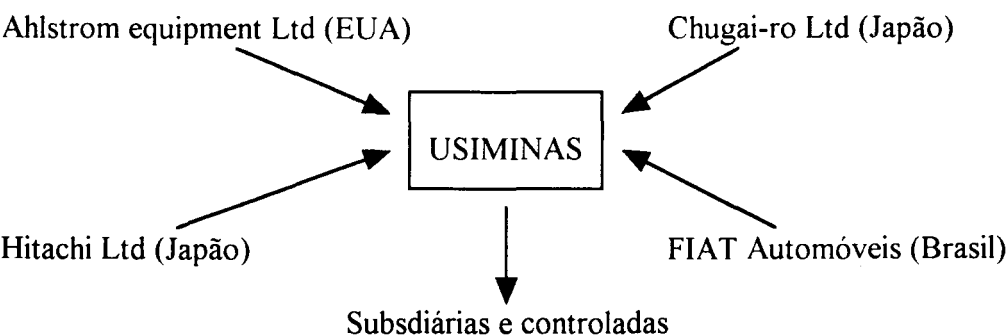 Ahlstrom equipment Ltd (EUA)
Chugai-ro Ltd (Japão)
USIMINAS
Hitachi Ltd (Japão)
FIAT Automóveis (Brasil)
Subsdiárias e controladas